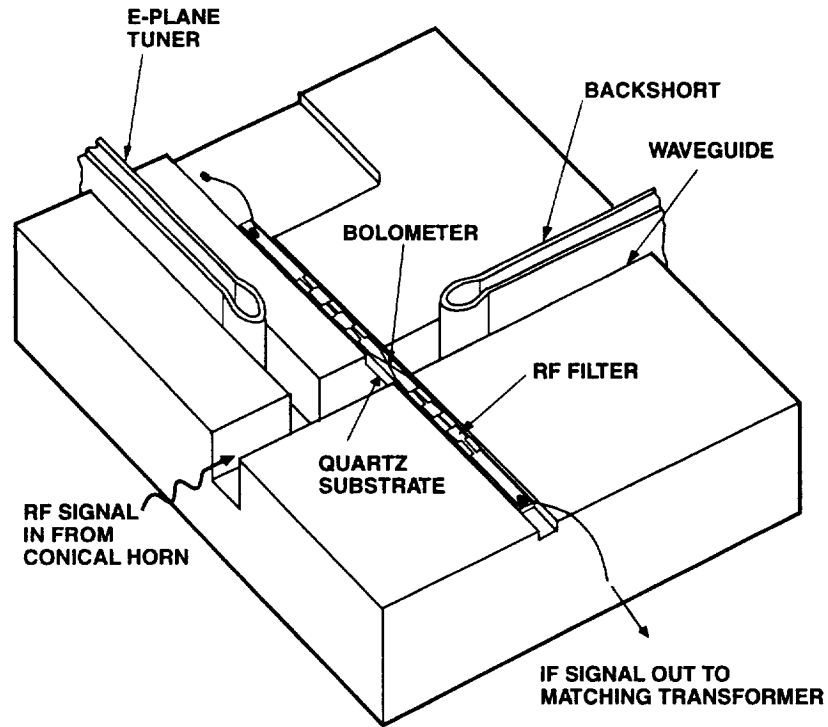 E-PLANE
TUNER
BACKSHORT
WAVEGUIDE
BOLOMETER
RF FILTER
QUARTZ
SUBSTRATE
RF SIGNAL
IN FROM
CONICAL HORN
IF SIGNAL OUT TO
MATCHING TRANSFORMER